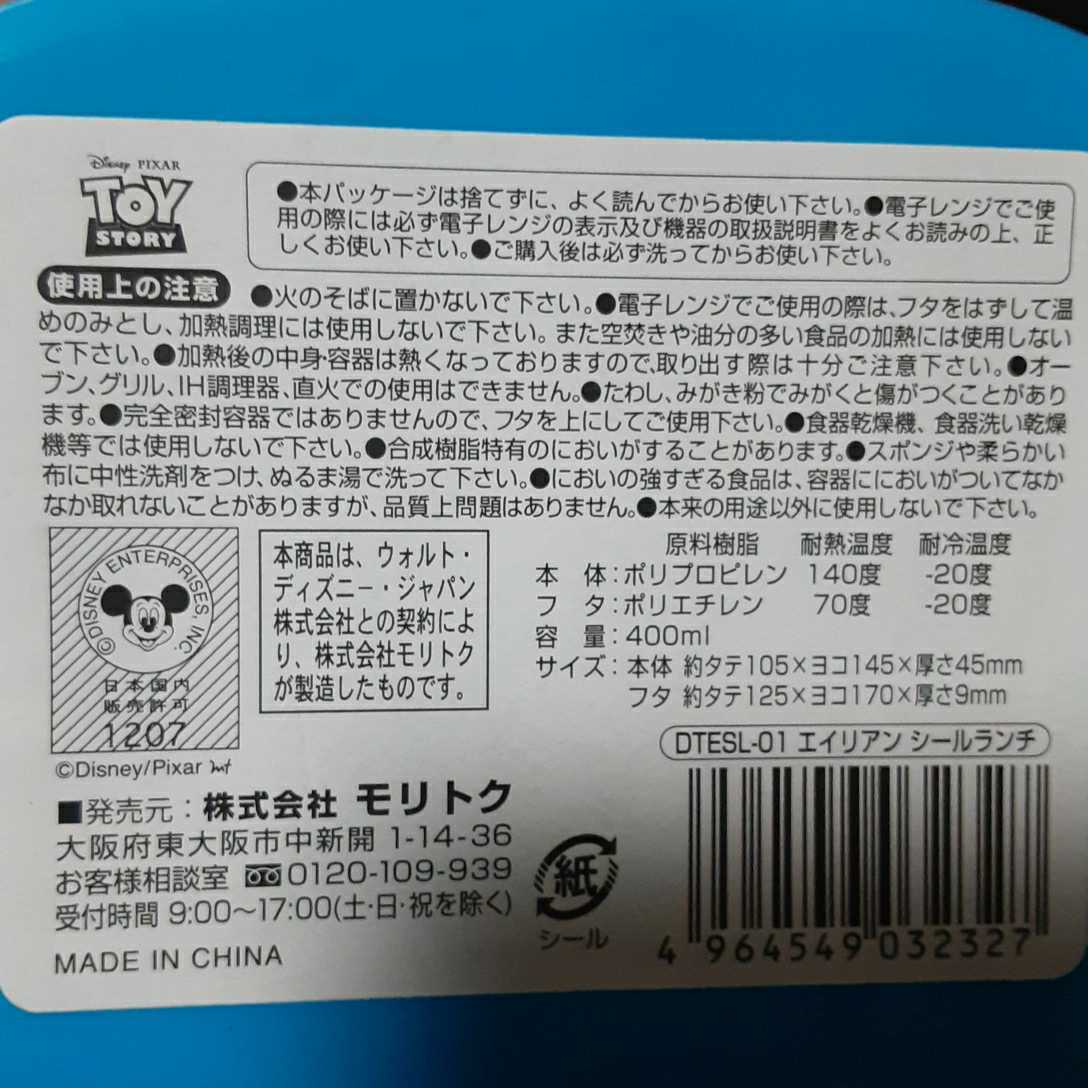 Disney PIXAR
TOY
STORY
●本パッケージは捨てずに、よく読んでからお使い下さい。●電子レンジでご使
用の際には必ず電子レンジの表示及び機器の取扱説明書をよくお読みの上、正
しくお使い下さい。●ご購入後は必ず洗ってからお使い下さい。
使用上の注意 ●火のそばに置かないで下さい。●電子レンジでご使用の際は、フタをはずして温
めのみとし、加熱調理には使用しないで下さい。また空焚きや油分の多い食品の加熱には使用しない
で下さい。●加熱後の中身・容器は熱くなっておりますので、取り出す際は十分ご注意下さい。●オー
ブン、グリル、IH調理器、直火での使用はできません。●たわし、みがき粉でみがくと傷がつくことがあり
ます。●完全密封容器ではありませんので、フタを上にしてご使用下さい。●食器乾燥機、食器洗い乾燥
機等では使用しないで下さい。●合成樹脂特有のにおいがすることがあります。●スポンジや柔らかい
布に中性洗剤をつけ、ぬるま湯で洗って下さい。●においの強すぎる食品は、容器ににおいがついてなか
なか取れないことがありますが、品質上問題はありません。●本来の用途以外に使用しないで下さい。
©DISNEY ENTERPRISES, INC.
日本国内
販売許可
1207
©Disney/Pixar mt
本商品は、ウォルト・
ディズニー・ジャパン
株式会社との契約によ
り、株式会社モリトク
が製造したものです。
原料樹脂 耐熱温度 耐冷温度
本 体:ポリプロピレン 140度 -20度
フ タ:ポリエチレン 70度 -20度
容 量:400ml
サイズ:本体 約タテ105×ヨコ145×厚さ45mm
フタ 約タテ125×ヨコ170×厚さ9mm
DTESL-01 エイリアン シールランチ
■発売元:株式会社 モリトク
大阪府東大阪市中新開 1-14-36
お客様相談室 0120-109-939
受付時間 9:00～17:00(土・日・祝を除く)
MADE IN CHINA
紙
シール
4 964549 032327